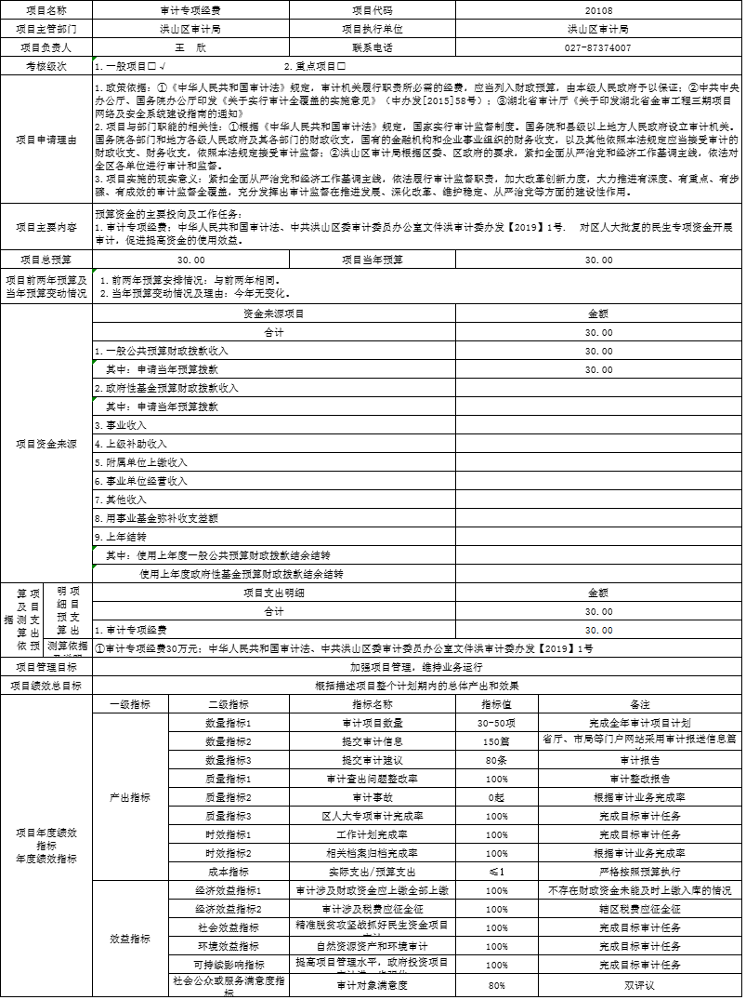 项目名称 审计专项经费 项目代码 20108
项目主管部门 洪山区审计局 项目执行单位 洪山区审计局
项目负责人 王 欣 联系电话 027-87374007
考核级次 1.一般项目□√ 2.重点项目□
项目申请理由
1.政策依据：①《中华人民共和国审计法》规定，审计机关履行职责所必需的经费，应当列入财政预算，由本级人民政府予以保证；②中共中央
办公厅、国务院办公厅印发《关于实行审计全覆盖的实施意见》（中办发[2015]58号）；③湖北省审计厅《关于印发湖北省金审工程三期项目
网络及安全系统建设指南的通知》
2.项目与部门职能的相关性：①根据《中华人民共和国审计法》规定，国家实行审计监督制度。国务院和县级以上地方人民政府设立审计机关。
国务院各部门和地方各级人民政府及其各部门的财政收支，国有的金融机构和企业事业组织的财务收支，以及其他依照本法规定应当接受审计的
财政收支、财务收支，依照本法规定接受审计监督；②洪山区审计局根据区委、区政府的要求，紧扣全面从严治党和经济工作基调主线，依法对
全区各单位进行审计和监督。
3.项目实施的现实意义：紧扣全面从严治党和经济工作基调主线，依法履行审计监督职责，加大改革创新力度，大力推进有深度、有重点、有步
骤、有成效的审计监督全覆盖，充分发挥出审计监督在推进发展、深化改革、维护稳定、从严治党等方面的建设性作用。
项目主要内容
预算资金的主要投向及工作任务：
1.审计专项经费；中华人民共和国审计法、中共洪山区委审计委员办公室文件洪审计委办发【2019】1号. 对区人大批复的民生专项资金开展
审计，促进提高资金的使用效益。
项目总预算 30.00 项目当年预算 30.00
项目前两年预算及
当年预算变动情况
1.前两年预算安排情况：与前两年相同。
2.当年预算变动情况及理由：今年无变化。
项目资金来源
资金来源项目 金额
合计 30.00
1.一般公共预算财政拨款收入 30.00
其中：申请当年预算拨款 30.00
2.政府性基金预算财政拨款收入
其中：申请当年预算拨款
3.事业收入
4.上级补助收入
5.附属单位上缴收入
6.事业单位经营收入
7.其他收入
8.用事业基金弥补收支差额
9.上年结转
其中：使用上年度一般公共预算财政拨款结余结转
使用上年度政府性基金预算财政拨款结余结转
项目支出预算及测算依据
项目支出明细预算
项目支出明细 金额
合计 30.00
1.审计专项经费 30.00
测算依据 ①审计专项经费30万元；中华人民共和国审计法、中共洪山区委审计委员办公室文件洪审计委办发【2019】1号
项目管理目标 加强项目管理，维持业务运行
项目绩效总目标 概括描述项目整个计划期内的总体产出和效果
项目年度绩效
指标
年度绩效指标
一级指标 二级指标 指标名称 指标值 备注
产出指标
数量指标1 审计项目数量 30-50项 完成全年审计项目计划
数量指标2 提交审计信息 150篇 省厅、市局等门户网站采用审计报送信息篇
数量指标3 提交审计建议 80条 审计报告
质量指标1 审计查出问题整改率 100% 审计整改报告
质量指标2 审计事故 0起 根据审计业务完成率
质量指标3 区人大专项审计完成率 100% 完成目标审计任务
时效指标1 工作计划完成率 100% 完成目标审计任务
时效指标2 相关档案归档完成率 100% 根据审计业务完成率
成本指标 实际支出/预算支出 ≤1 严格按照预算执行
效益指标
经济效益指标1 审计涉及财政资金应上缴全部上缴 100% 不存在财政资金未能及时上缴入库的情况
经济效益指标2 审计涉及税费应征全征 100% 辖区税费应征全征
社会效益指标 精准脱贫攻坚战抓好民生资金项目 100% 完成目标审计任务
环境效益指标 自然资源资产和环境审计 100% 完成目标审计任务
可持续影响指标 提高项目管理水平，政府投资项目 100% 完成目标审计任务
社会公众或服务满意度指
标
审计对象满意度 80% 双评议